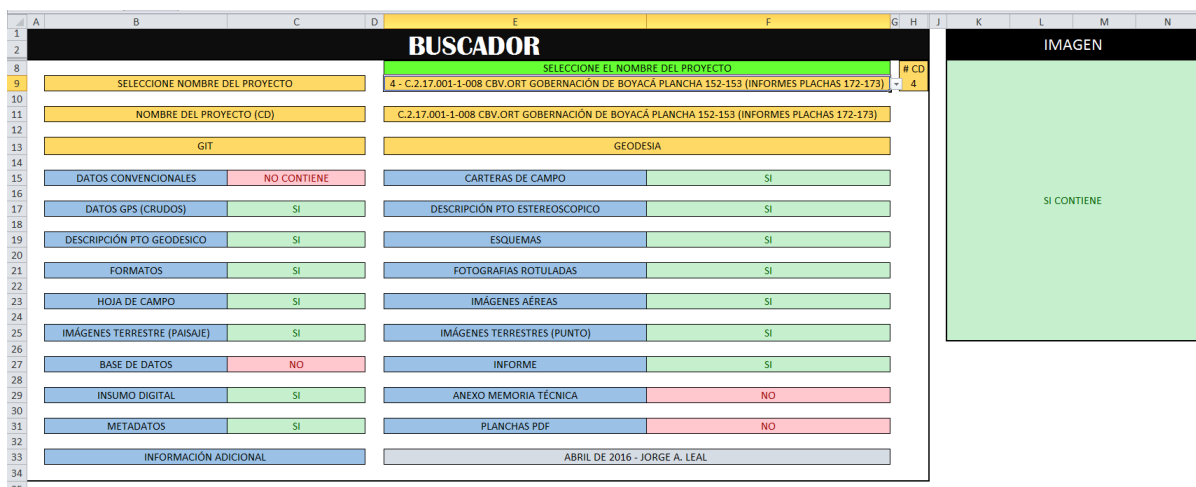 A B C D E F G H J K L M N
1
2 BUSCADOR IMAGEN
8 SELECCIONE EL NOMBRE DEL PROYECTO # CD
9 SELECCIONE NOMBRE DEL PROYECTO 4 - C.2.17.001-1-008 CBV.ORT GOBERNACIÓN DE BOYACÁ PLANCHA 152-153 (INFORMES PLACHAS 172-173) 4
10
11 NOMBRE DEL PROYECTO (CD) C.2.17.001-1-008 CBV.ORT GOBERNACIÓN DE BOYACÁ PLANCHA 152-153 (INFORMES PLACHAS 172-173)
12
13 GIT GEODESIA
14
15 DATOS CONVENCIONALES NO CONTIENE CARTERAS DE CAMPO SI
16
17 DATOS GPS (CRUDOS) SI DESCRIPCIÓN PTO ESTEREOSCOPICO SI
SI CONTIENE
18
19 DESCRIPCIÓN PTO GEODESICO SI ESQUEMAS SI
20
21 FORMATOS SI FOTOGRAFIAS ROTULADAS SI
22
23 HOJA DE CAMPO SI IMÁGENES AÉREAS SI
24
25 IMÁGENES TERRESTRE (PAISAJE) SI IMÁGENES TERRESTRES (PUNTO) SI
26
27 BASE DE DATOS NO INFORME SI
28
29 INSUMO DIGITAL SI ANEXO MEMORIA TÉCNICA NO
30
31 METADATOS SI PLANCHAS PDF NO
32
33 INFORMACIÓN ADICIONAL ABRIL DE 2016 - JORGE A. LEAL
34